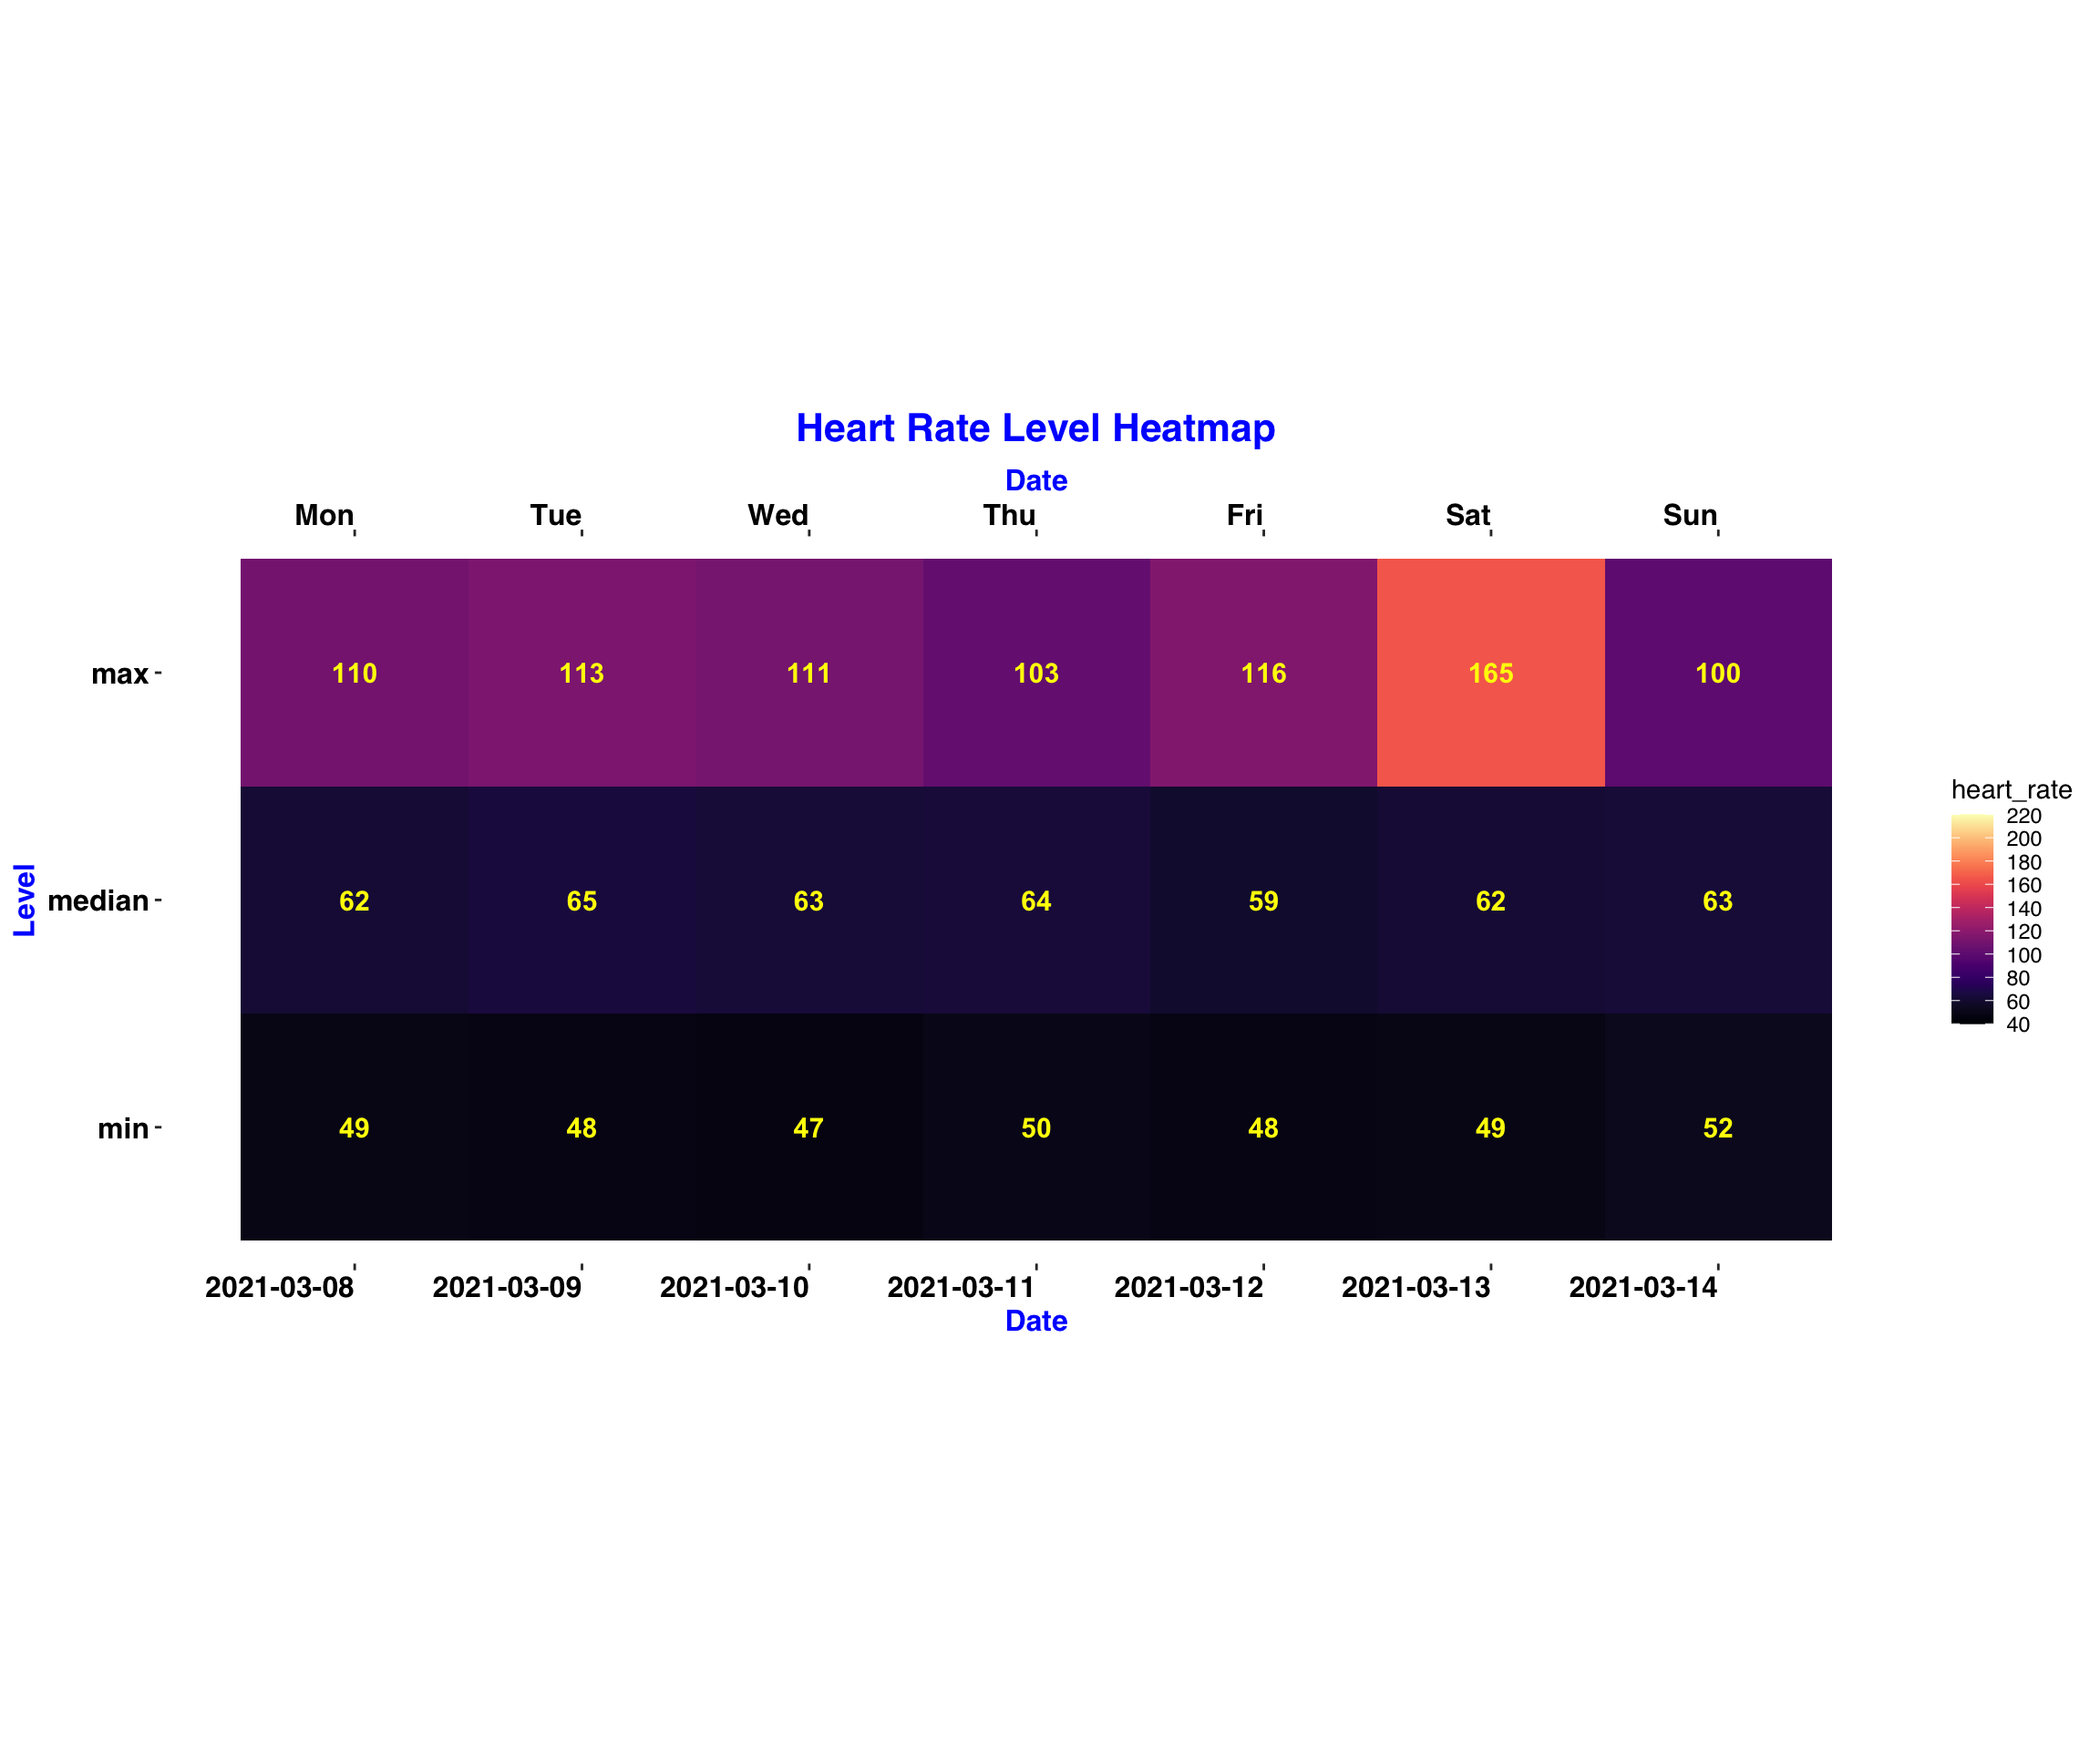 Heart Rate Level Heatmap
Date
Mon Tue Wed Thu Fri Sat Sun
max 110 113 111 103 116 165 100
Level
median 62 65 63 64 59 62 63
min 49 48 47 50 48 49 52
2021-03-08 2021-03-09 2021-03-10 2021-03-11 2021-03-12 2021-03-13 2021-03-14
Date
heart_rate
220
200
180
160
140
120
100
80
60
40